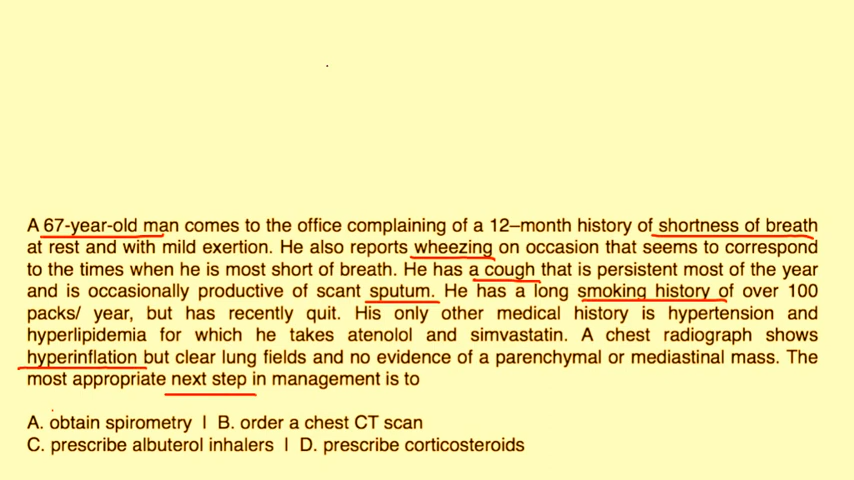 A 67-year-old man comes to the office complaining of a 12–month history of shortness of breath
at rest and with mild exertion. He also reports wheezing on occasion that seems to correspond
to the times when he is most short of breath. He has a cough that is persistent most of the year
and is occasionally productive of scant sputum. He has a long smoking history of over 100
packs/ year, but has recently quit. His only other medical history is hypertension and
hyperlipidemia for which he takes atenolol and simvastatin. A chest radiograph shows
hyperinflation but clear lung fields and no evidence of a parenchymal or mediastinal mass. The
most appropriate next step in management is to
A. obtain spirometry I B. order a chest CT scan
C. prescribe albuterol inhalers I D. prescribe corticosteroids